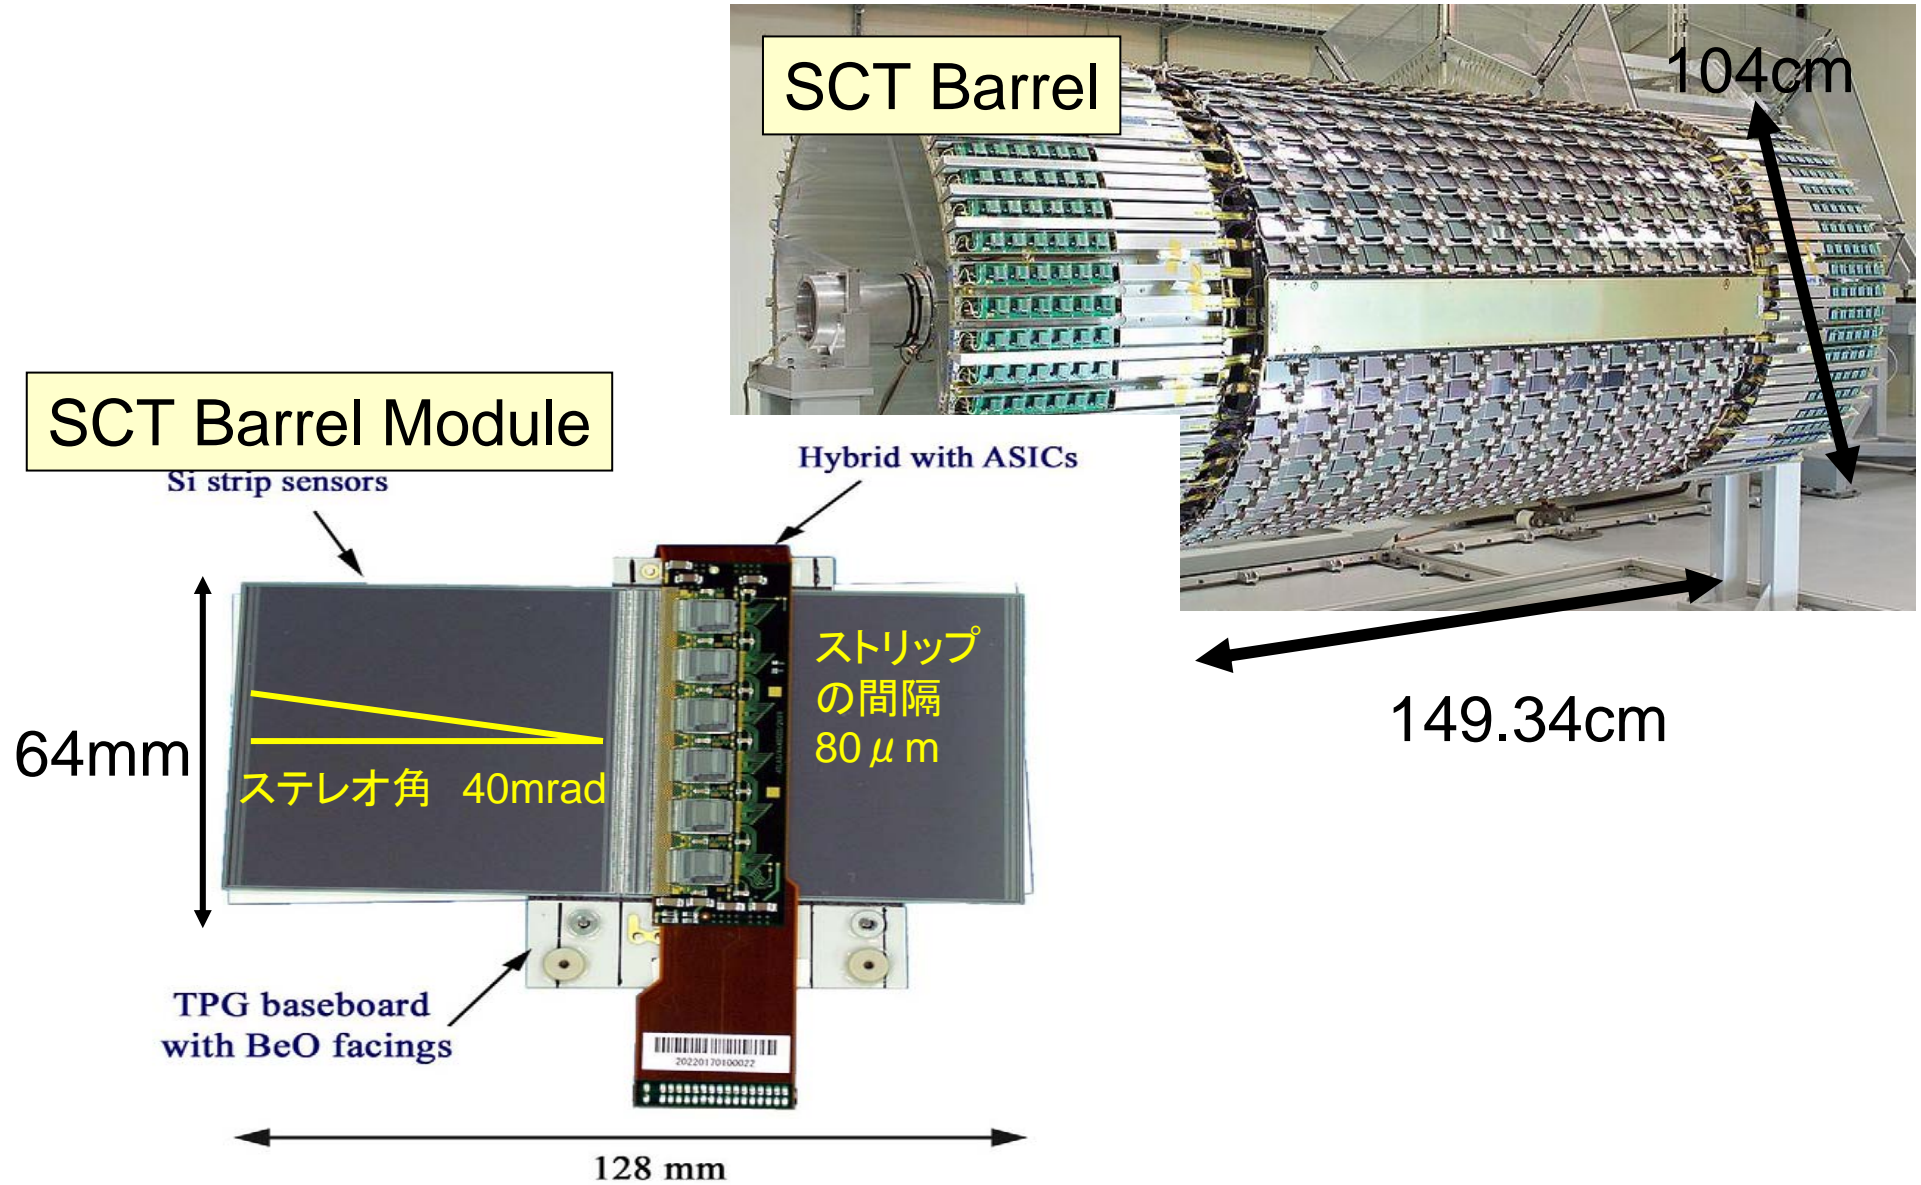 SCT Barrel
104cm
SCT Barrel Module
Si strip sensors
Hybrid with ASICs
ストリップ
の間隔
80μm
149.34cm
64mm
ステレオ角 40mrad
TPG baseboard
with BeO facings
20220170100022
128 mm